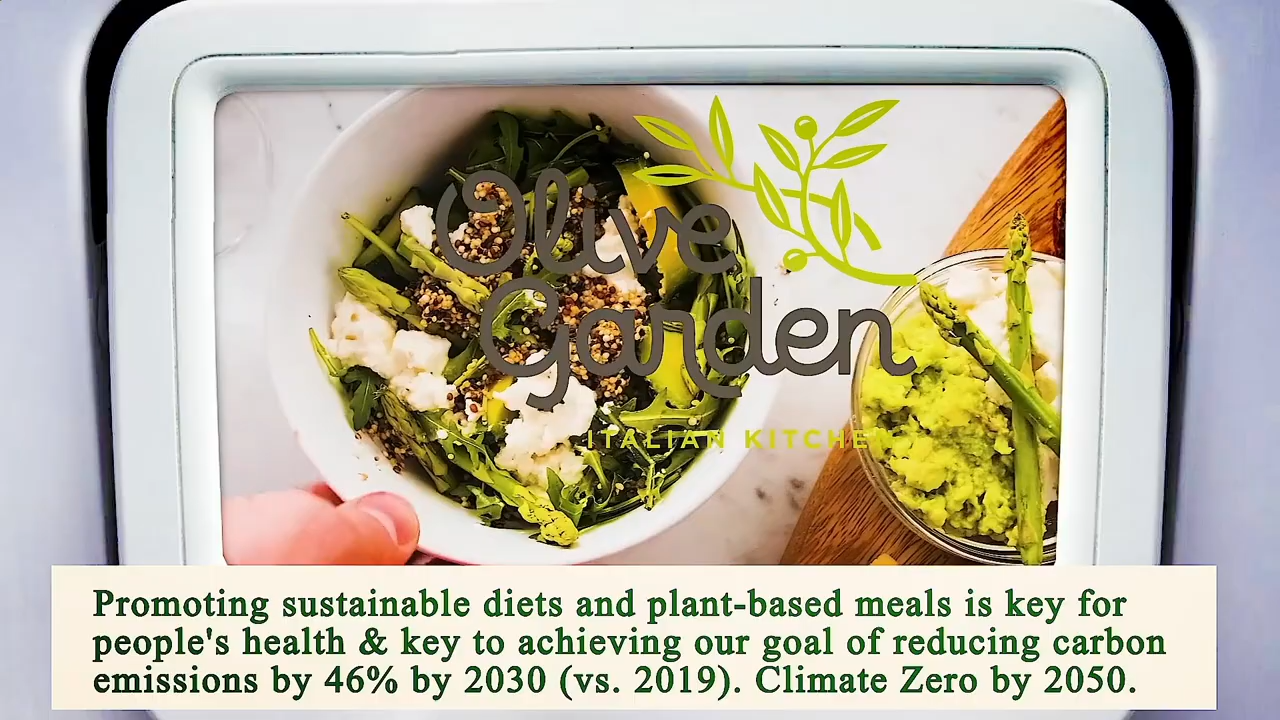 Olive
Garden
ITALIAN KITCHEN
Promoting sustainable diets and plant-based meals is key for
people's health & key to achieving our goal of reducing carbon
emissions by 46% by 2030 (vs. 2019). Climate Zero by 2050.